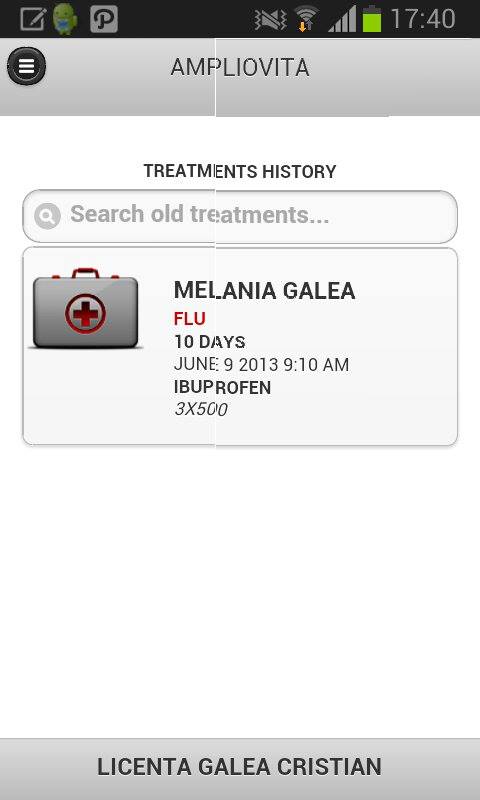 17:40
AMPLIOVITA
TREATMENTS HISTORY
Search old treatments...
MELANIA GALEA
FLU
10 DAYS
JUNE 9 2013 9:10 AM
IBUPROFEN
3X500
LICENTA GALEA CRISTIAN